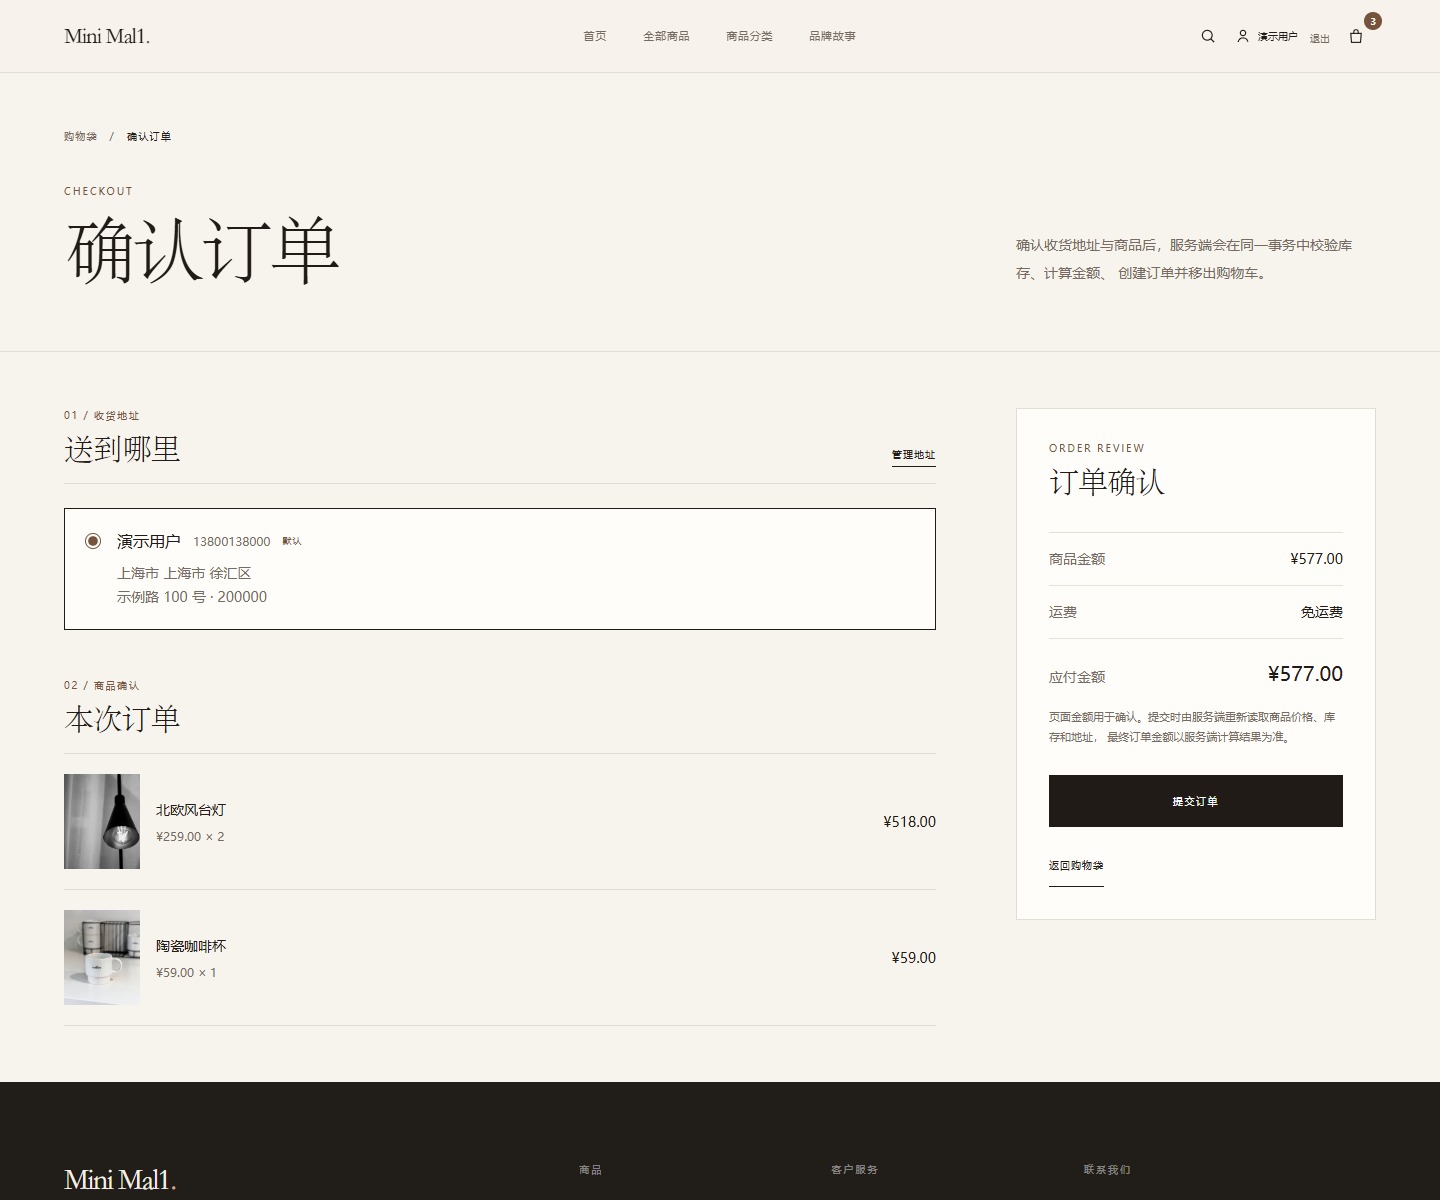 Mini Mal1.
首页
全部商品
商品分类
品牌故事
演示用户
退出
3
购物袋 / 确认订单
CHECKOUT
确认订单
确认收货地址与商品后，服务端会在同一事务中校验库
存、计算金额、 创建订单并移出购物车。
01 / 收货地址
送到哪里
管理地址
演示用户 13800138000 默认
上海市 上海市 徐汇区
示例路 100 号 · 200000
02 / 商品确认
本次订单
北欧风台灯
¥259.00 × 2
¥518.00
陶瓷咖啡杯
¥59.00 × 1
¥59.00
ORDER REVIEW
订单确认
商品金额 ¥577.00
运费 免运费
应付金额 ¥577.00
页面金额用于确认。提交时由服务端重新读取商品价格、库
存和地址， 最终订单金额以服务端计算结果为准。
提交订单
返回购物袋
Mini Mal1.
商品
客户服务
联系我们